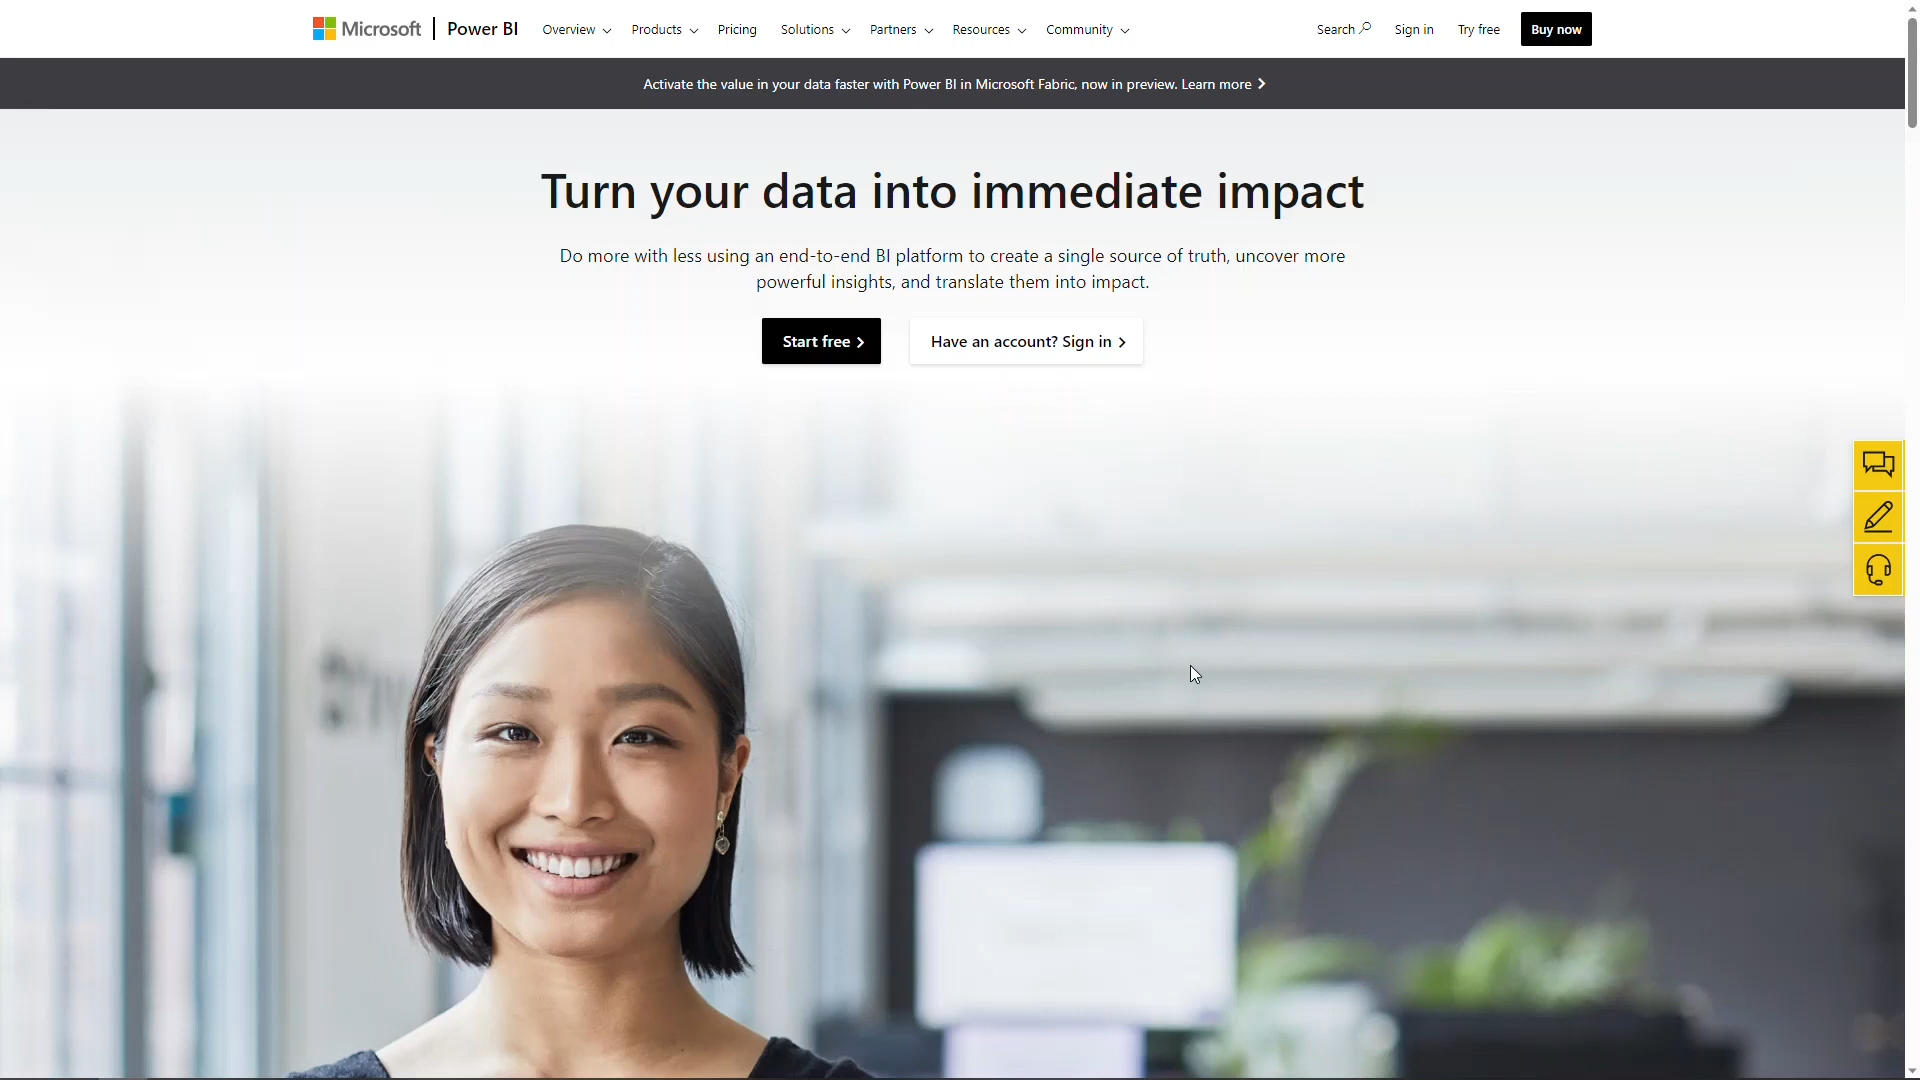 Microsoft Power BI Overview Products Pricing Solutions Partners Resources Community Search Sign in Try free Buy now
Activate the value in your data faster with Power BI in Microsoft Fabric, now in preview. Learn more
Turn your data into immediate impact
Do more with less using an end-to-end BI platform to create a single source of truth, uncover more
powerful insights, and translate them into impact.
Start free Have an account? Sign in